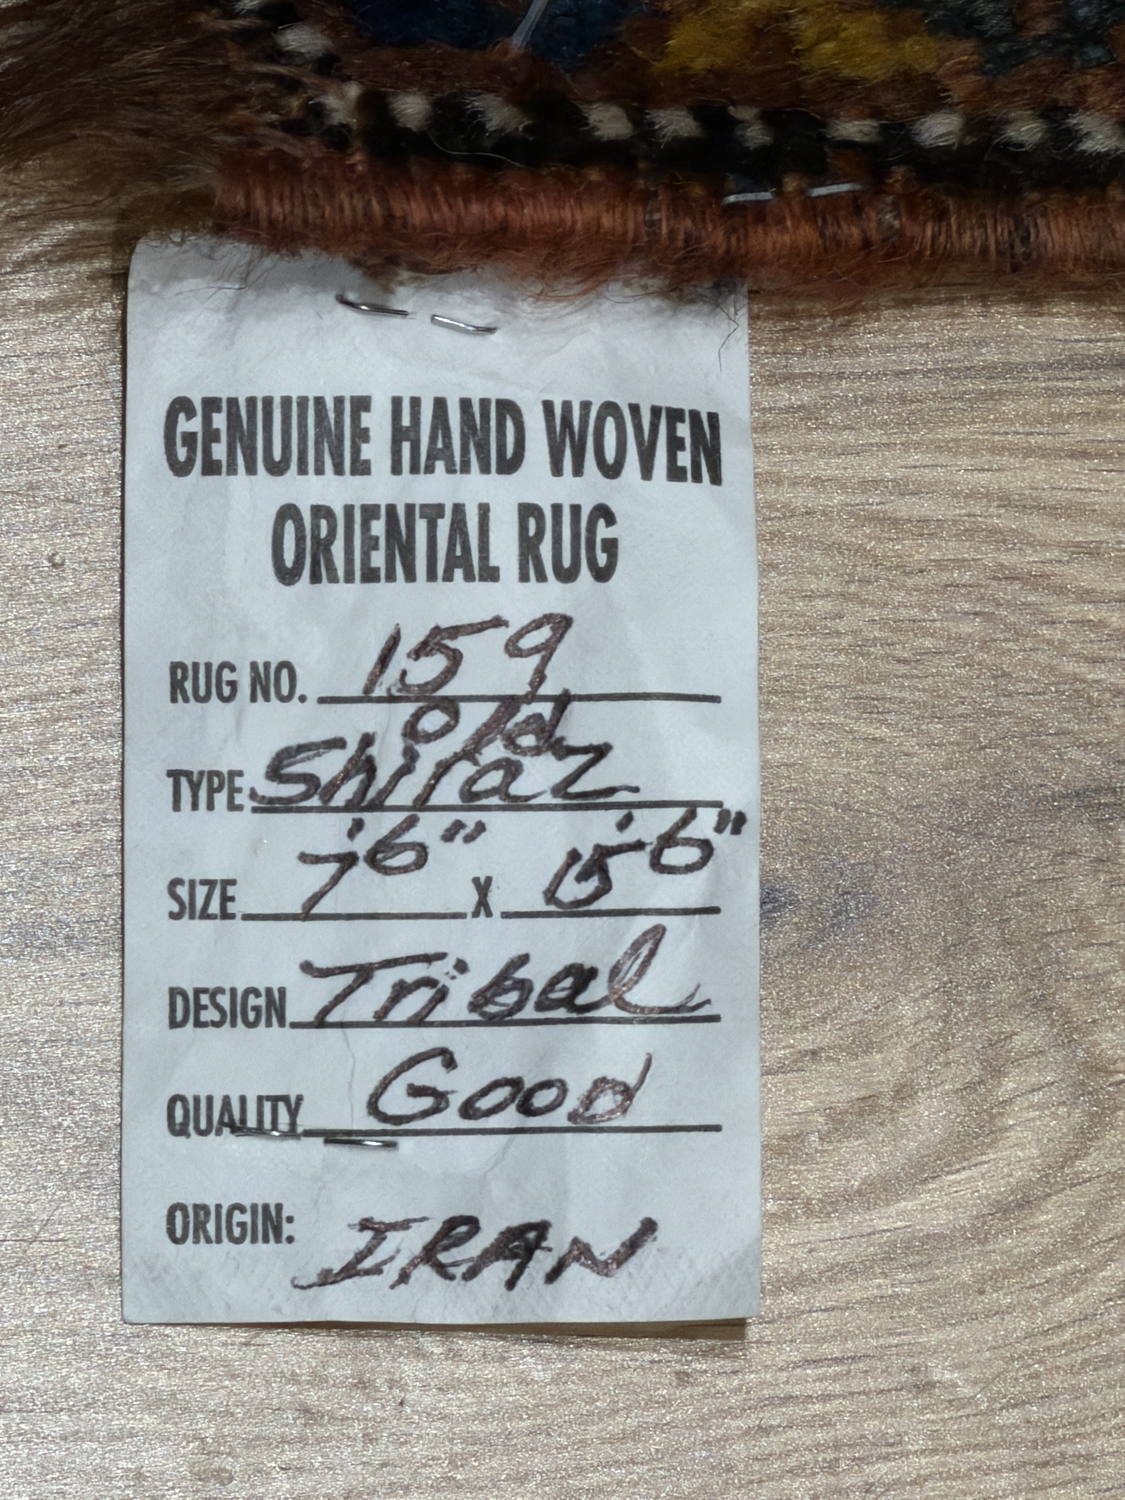 GENUINE HAND WOVEN
ORIENTAL RUG
RUG NO. 159
old
TYPE Shiraz
SIZE 7'6" X 15'6"
DESIGN Tribal
QUALITY Good
ORIGIN: IRAN